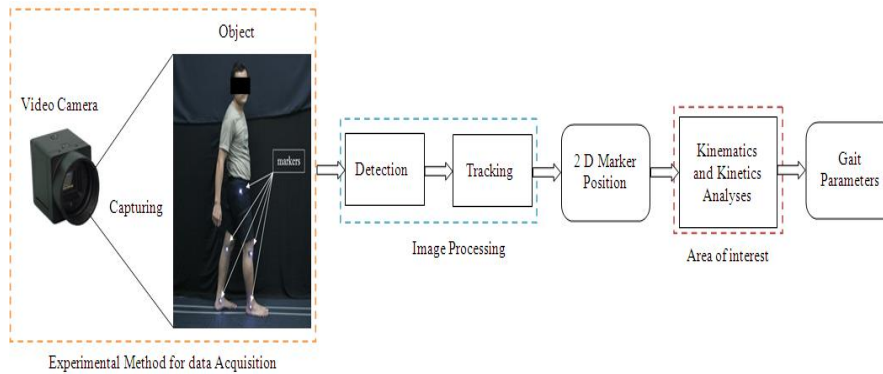 Object
Video Camera
markers
Capturing
Experimental Method for data Acquisition
Detection
Tracking
Image Processing
2 D Marker
Position
Kinematics
and Kinetics
Analyses
Area of interest
Gait
Parameters